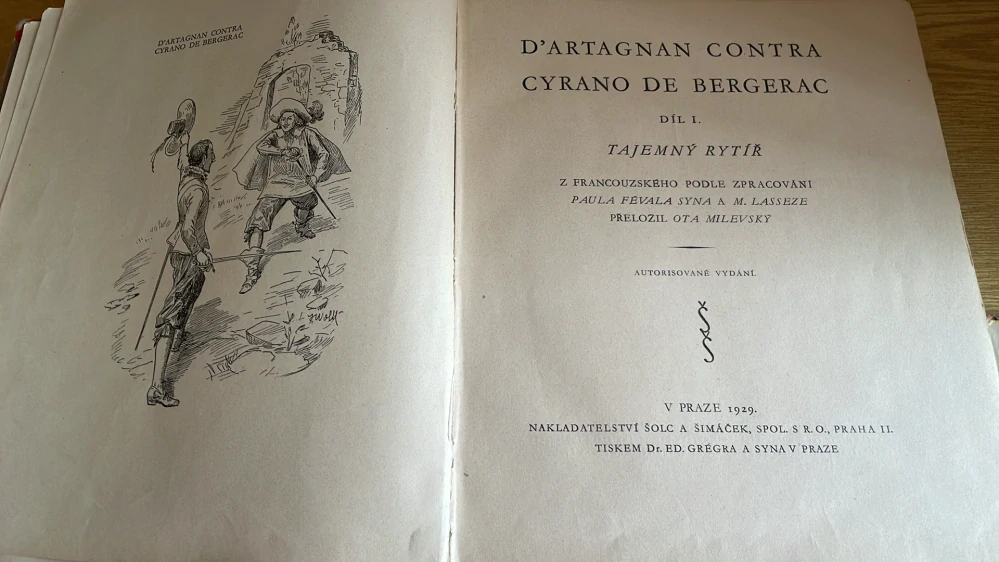 D'ARTAGNAN CONTRA
CYRANO DE BERGERAC
D'ARTAGNAN CONTRA
CYRANO DE BERGERAC
DÍL I.
TAJEMNÝ RYTÍŘ
Z FRANCOUZSKÉHO PODLE ZPRACOVÁNÍ
PAULA FÉVALA SYNA A M. LASSEZE
PŘELOŽIL OTA MILEVSKÝ
AUTORISOVANÉ VYDÁNÍ.
V PRAZE 1929.
NAKLADATELSTVÍ ŠOLC A ŠIMÁČEK, SPOL. S R. O., PRAHA II.
TISKEM Dr. ED. GRÉGRA A SYNA V PRAZE